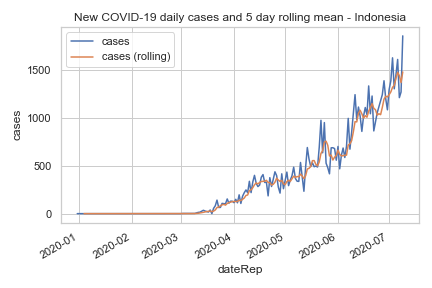 New COVID-19 daily cases and 5 day rolling mean - Indonesia
cases
cases (rolling)
1500
1000
500
0
cases
2020-01
2020-02
2020-03
2020-04
2020-05
2020-06
2020-07
dateRep